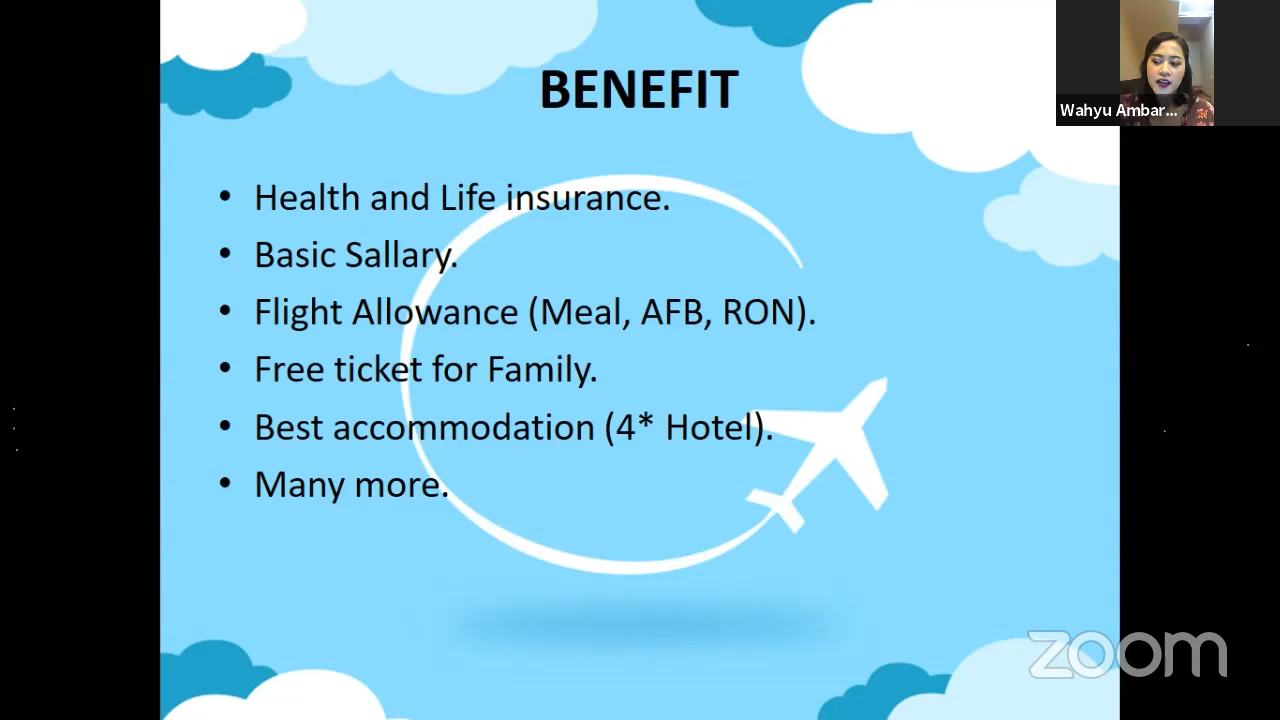 BENEFIT
Wahyu Ambar...
• Health and Life insurance.
• Basic Sallary.
• Flight Allowance (Meal, AFB, RON).
• Free ticket for Family.
• Best accommodation (4* Hotel).
• Many more.
zoom